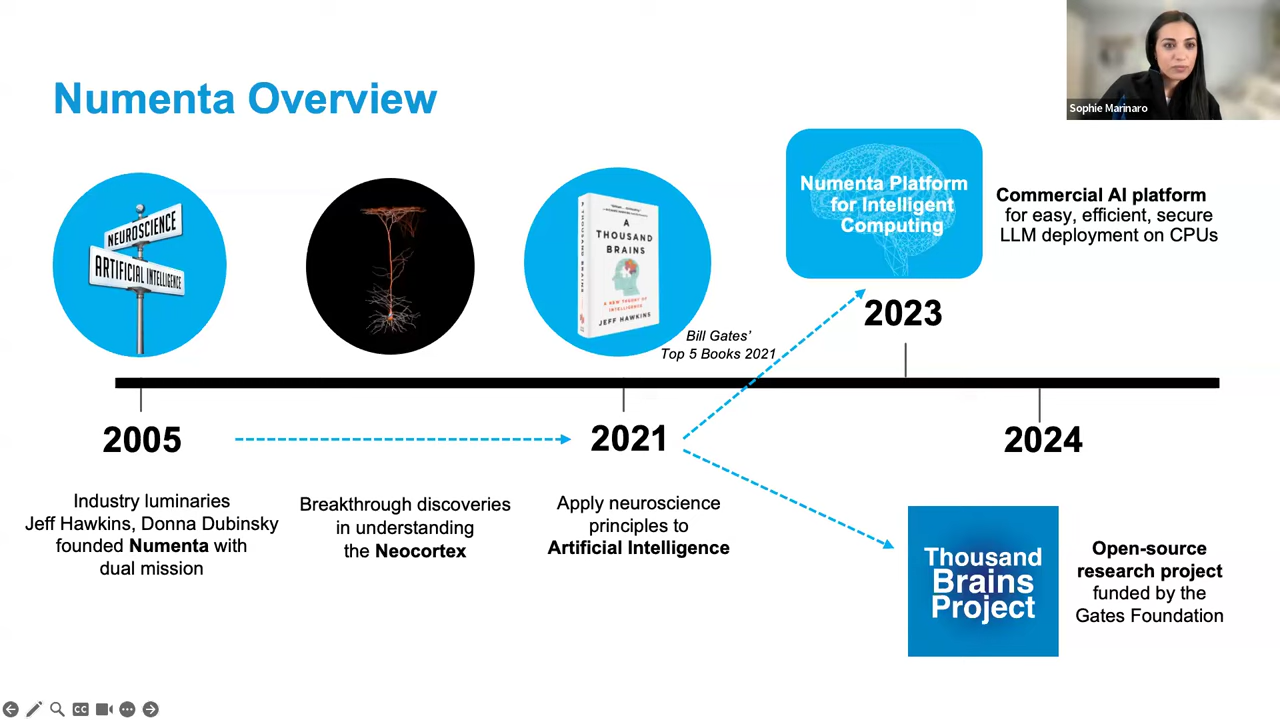 Numenta Overview
Sophie Marinaro
NEUROSCIENCE
ARTIFICIAL INTELLIGENCE
A THOUSAND BRAINS
A
THOUSAND
BRAINS
A NEW THEORY OF
INTELLIGENCE
JEFF HAWKINS
Bill Gates’
Top 5 Books 2021
Numenta Platform
for Intelligent
Computing
Commercial AI platform
for easy, efficient, secure
LLM deployment on CPUs
2023
2005
2021
2024
Industry luminaries
Jeff Hawkins, Donna Dubinsky
founded Numenta with
dual mission
Breakthrough discoveries
in understanding
the Neocortex
Apply neuroscience
principles to
Artificial Intelligence
Thousand
Brains
Project
Open-source
research project
funded by the
Gates Foundation
CC